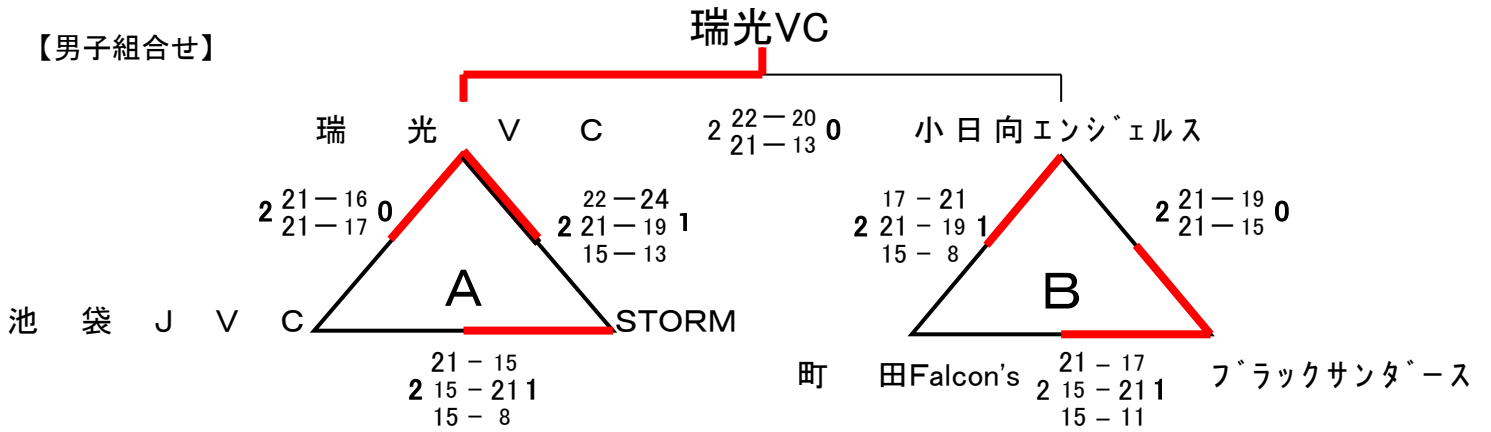 瑞光VC
【男子組合せ】
瑞 光 V C
2 22－20 0
21－13
小日向エンジェルス
2 21－16 0
21－17
22－24
2 21－19 1
15－13
17 - 21
2 21 - 19 1
15 - 8
2 21－19 0
21－15
A
B
池 袋 J V C
STORM
21 - 15
2 15 - 21 1
15 - 8
町 田Falcon's
21 - 17
2 15 - 21 1
15 - 11
ブラックサンダース